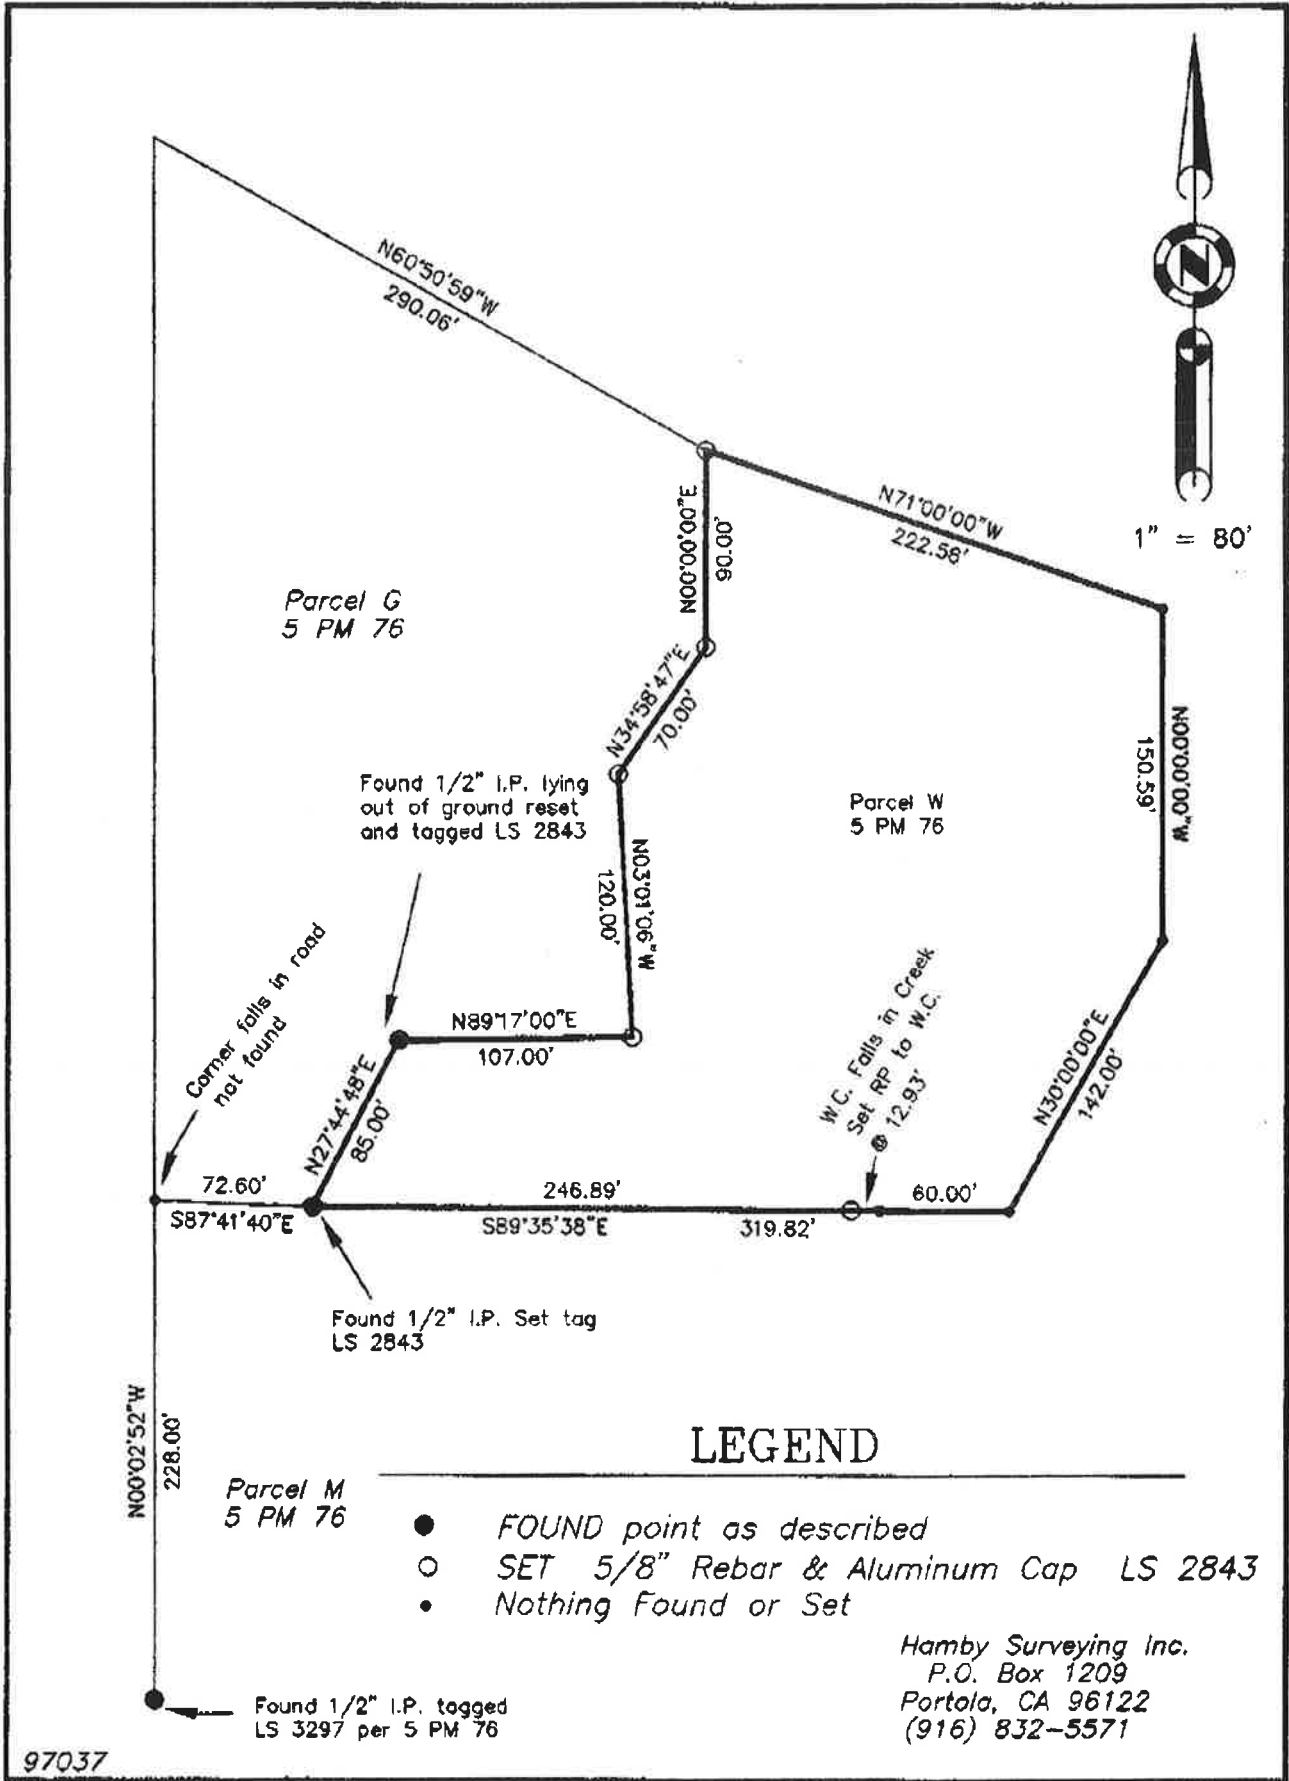 N60°50'59"W
290.06'
N
1" = 80'
N71°00'00"W
222.56'
N00°00'00"E
90.00'
Parcel G
5 PM 76
N34°58'47"E
70.00'
N00°00'00"W
150.59'
Found 1/2" I.P. lying
out of ground reset
and tagged LS 2843
Parcel W
5 PM 76
N03°01'06"W
120.00'
Corner falls in road
not found
W.C. Falls in Creek
Set RP to W.C.
@ 12.93'
N89°17'00"E
107.00'
N30°00'00"E
142.00'
N27°44'48"E
85.00'
72.60'
S87°41'40"E
246.89'
S89°35'38"E
319.82'
60.00'
Found 1/2" I.P. Set tag
LS 2843
N00°02'52"W
228.00'
Parcel M
5 PM 76
LEGEND
FOUND point as described
SET 5/8" Rebar & Aluminum Cap LS 2843
Nothing Found or Set
Hamby Surveying Inc.
P.O. Box 1209
Portola, CA 96122
(916) 832-5571
Found 1/2" I.P. tagged
LS 3297 per 5 PM 76
97037